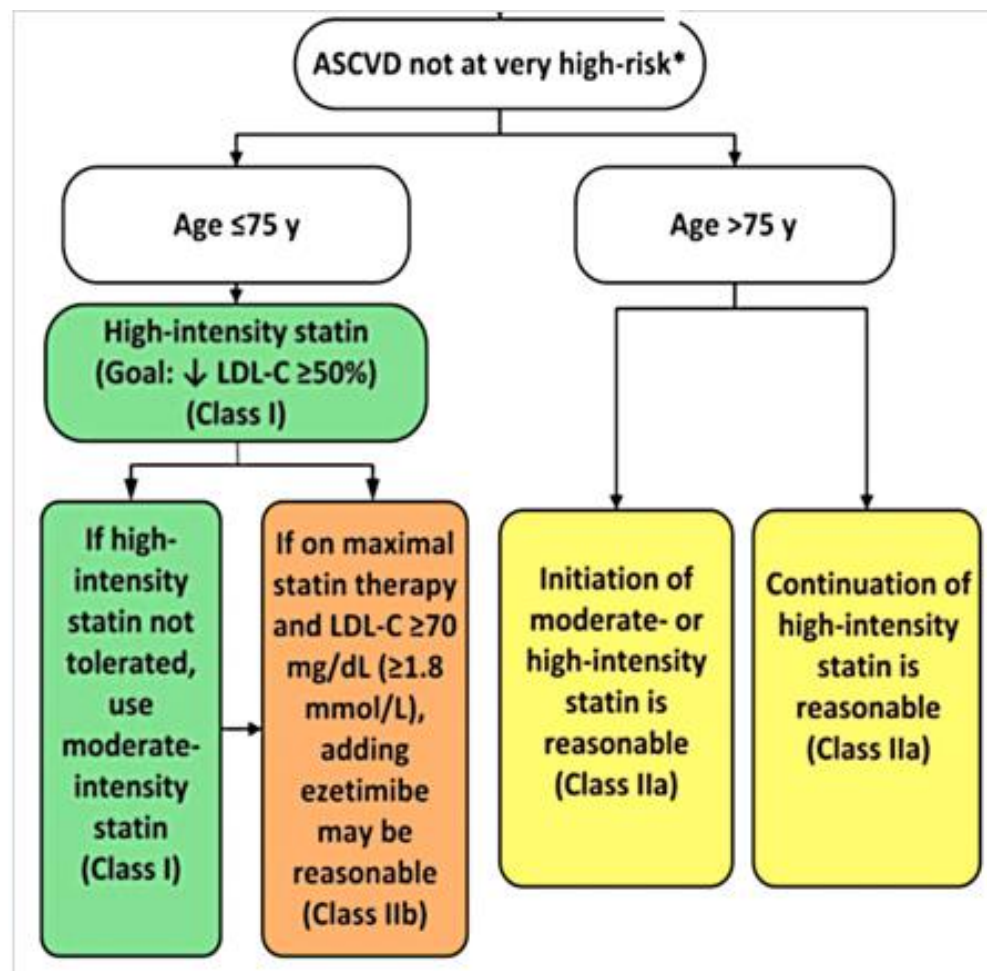 ASCVD not at very high-risk*
Age ≤75 y
Age >75 y
High-intensity statin
(Goal: ↓ LDL-C ≥50%)
(Class I)
If high-
intensity
statin not
tolerated,
use
moderate-
intensity
statin
(Class I)
If on maximal
statin therapy
and LDL-C ≥70
mg/dL (≥1.8
mmol/L),
adding
ezetimibe
may be
reasonable
(Class IIb)
Initiation of
moderate- or
high-intensity
statin is
reasonable
(Class IIa)
Continuation of
high-intensity
statin is
reasonable
(Class IIa)